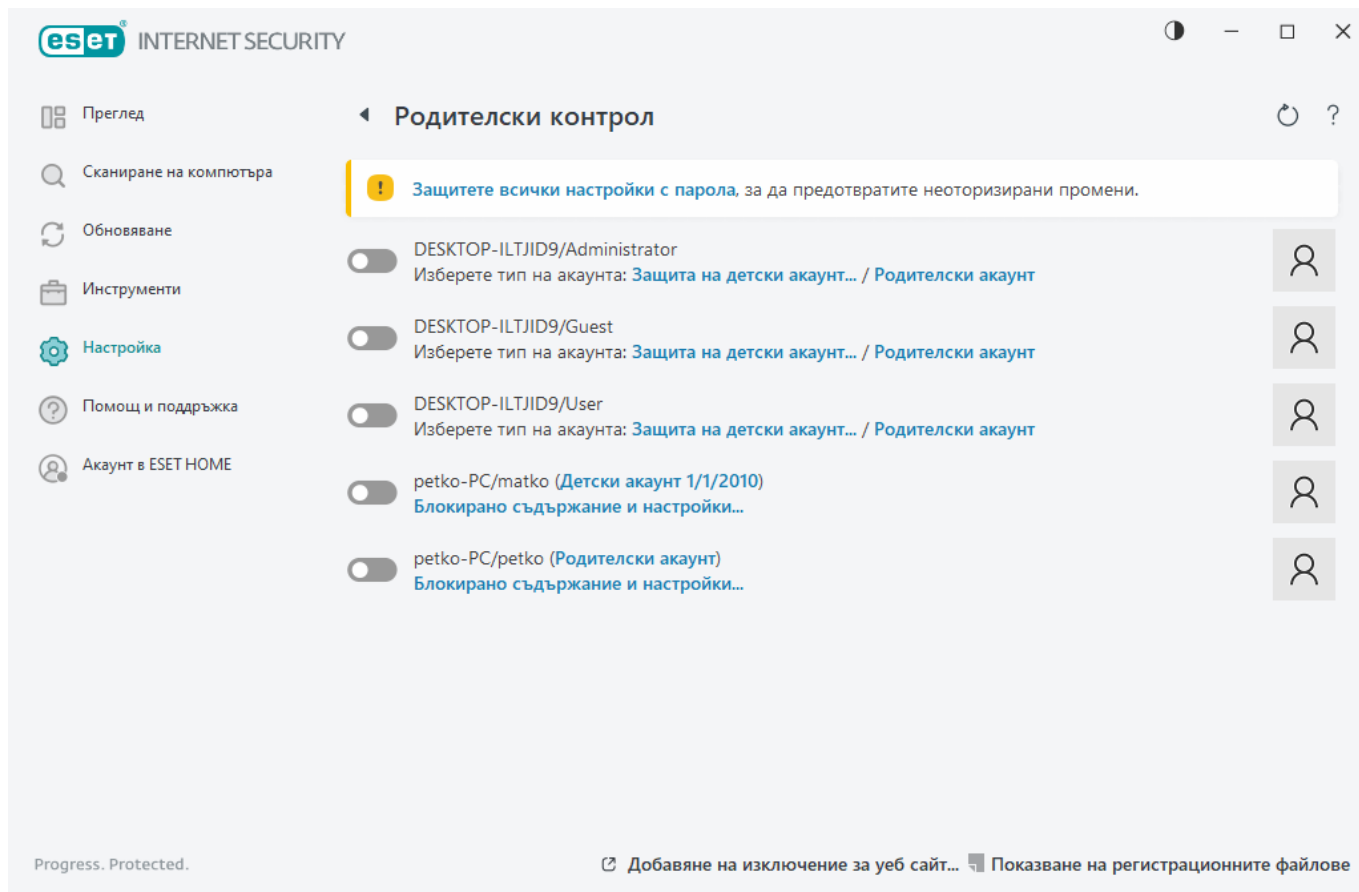 eset® INTERNET SECURITY
Преглед
Сканиране на компютъра
Обновяване
Инструменти
Настройка
Помощ и поддръжка
Акаунт в ESET HOME
Родителски контрол
?
! Защитете всички настройки с парола, за да предотвратите неоторизирани промени.
DESKTOP-ILTJID9/Administrator
Изберете тип на акаунта: Защита на детски акаунт... / Родителски акаунт
DESKTOP-ILTJID9/Guest
Изберете тип на акаунта: Защита на детски акаунт... / Родителски акаунт
DESKTOP-ILTJID9/User
Изберете тип на акаунта: Защита на детски акаунт... / Родителски акаунт
petko-PC/matko (Детски акаунт 1/1/2010)
Блокирано съдържание и настройки...
petko-PC/petko (Родителски акаунт)
Блокирано съдържание и настройки...
Progress. Protected.
Добавяне на изключение за уеб сайт... Показване на регистрационните файлове